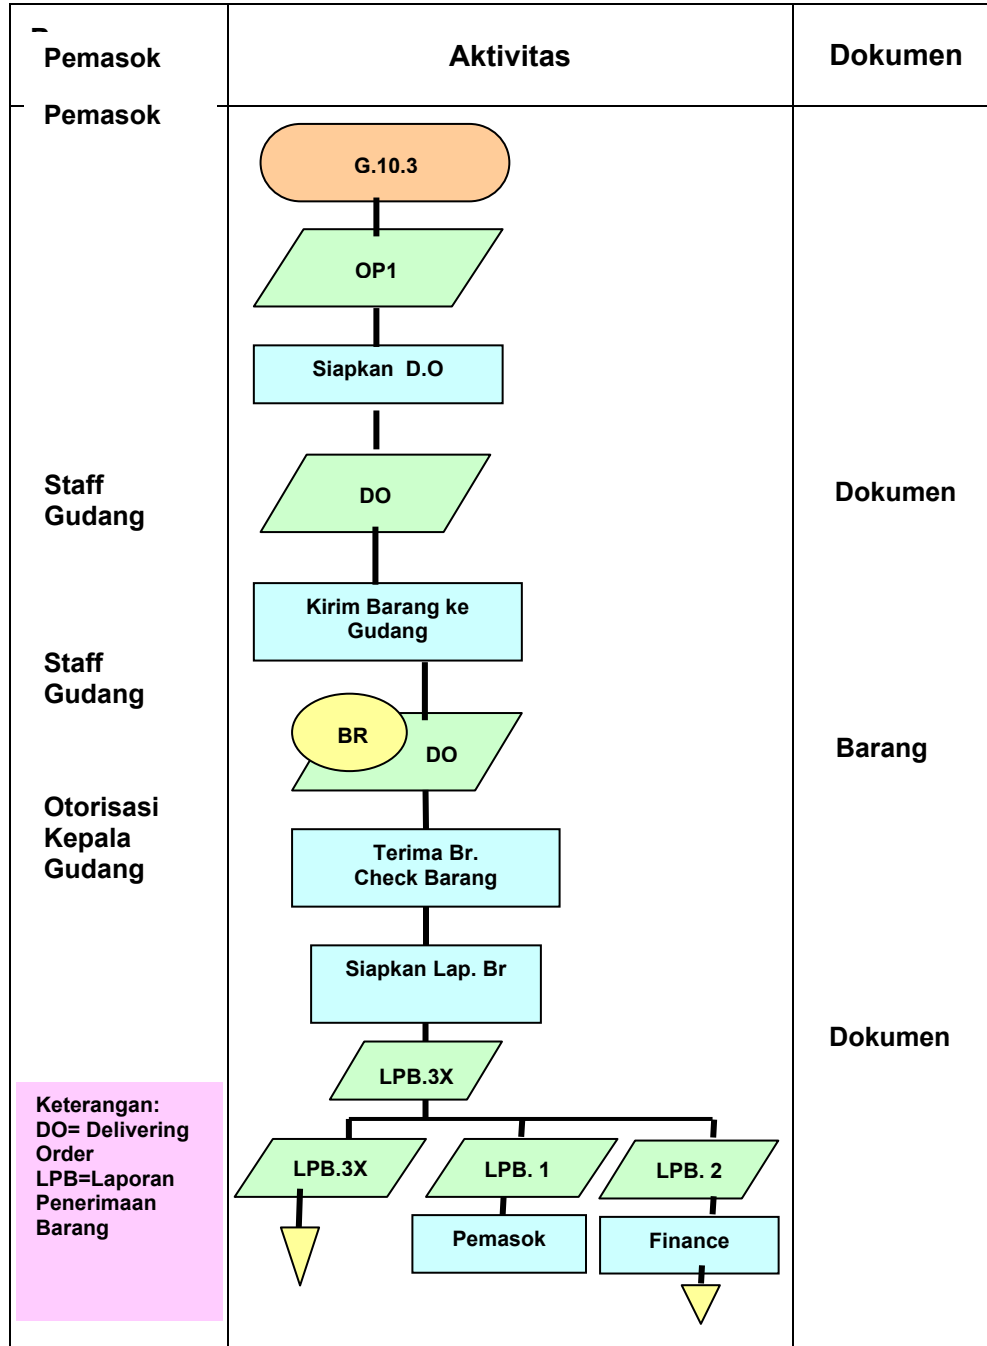 Pemasok
Aktivitas
Dokumen
Pemasok
G.10.3
OP1
Siapkan D.O
Staff
Gudang
DO
Dokumen
Kirim Barang ke
Gudang
Staff
Gudang
BR
DO
Barang
Otorisasi
Kepala
Gudang
Terima Br.
Check Barang
Siapkan Lap. Br
Dokumen
LPB.3X
Keterangan:
DO= Delivering
Order
LPB=Laporan
Penerimaan
Barang
LPB.3X
LPB. 1
LPB. 2
Pemasok
Finance